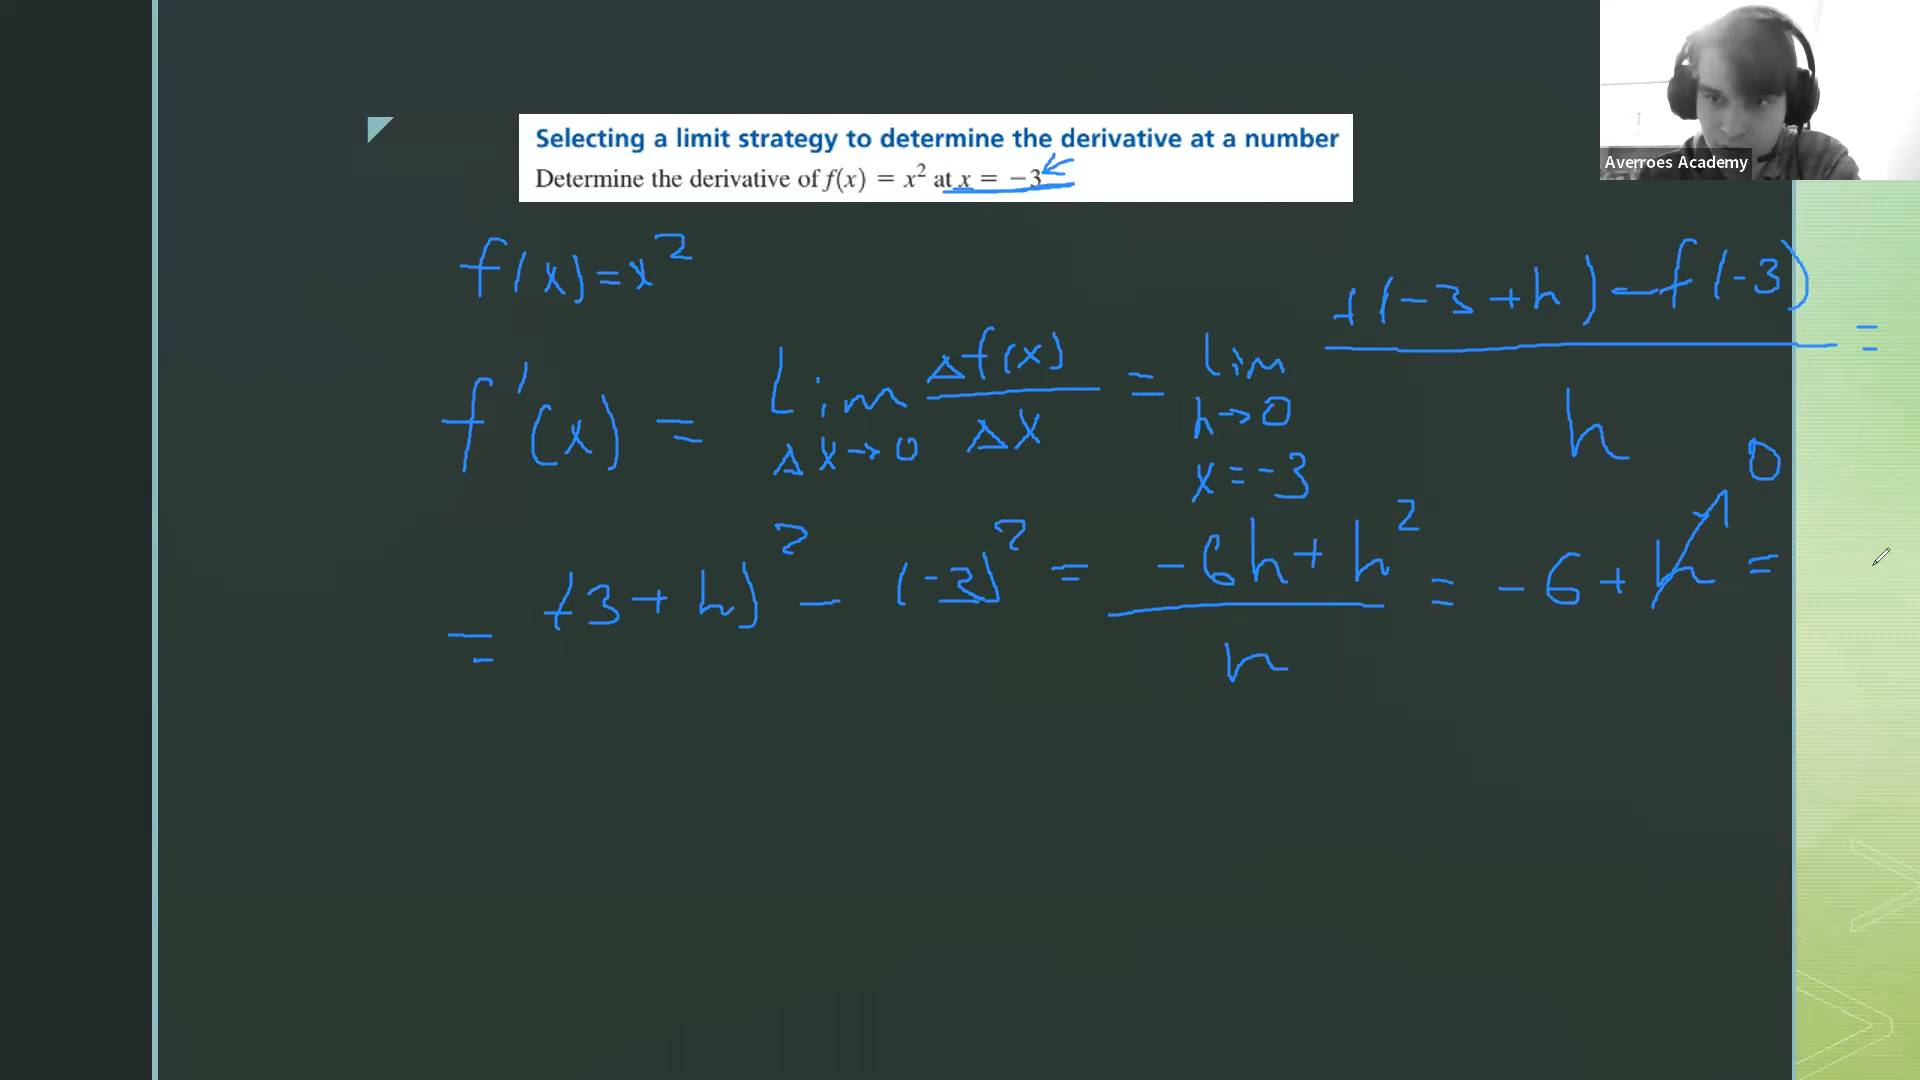 Averroes Academy
Selecting a limit strategy to determine the derivative at a number
Determine the derivative of f(x) = x² at x = −3
f(x)=x²
f'(x) = Lim Δx→0 Δf(x)/Δx = lim h→0 x=-3 f(-3+h)-f(-3)/h =
= (-3+h)² - (-3)² = -6h+h²/h = -6+h 0 =